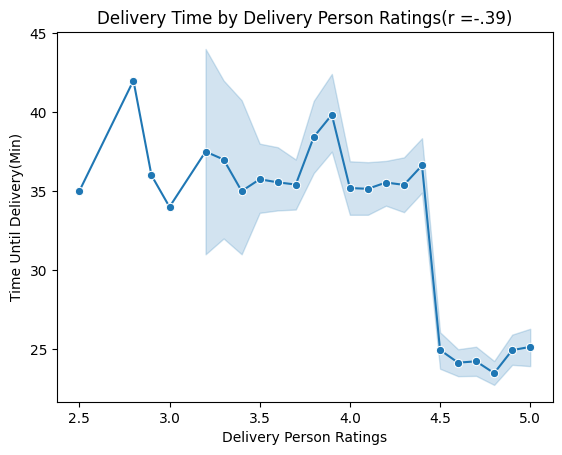 Delivery Time by Delivery Person Ratings(r =-.39)
45
40
35
30
25
Time Until Delivery(Min)
2.5 3.0 3.5 4.0 4.5 5.0
Delivery Person Ratings